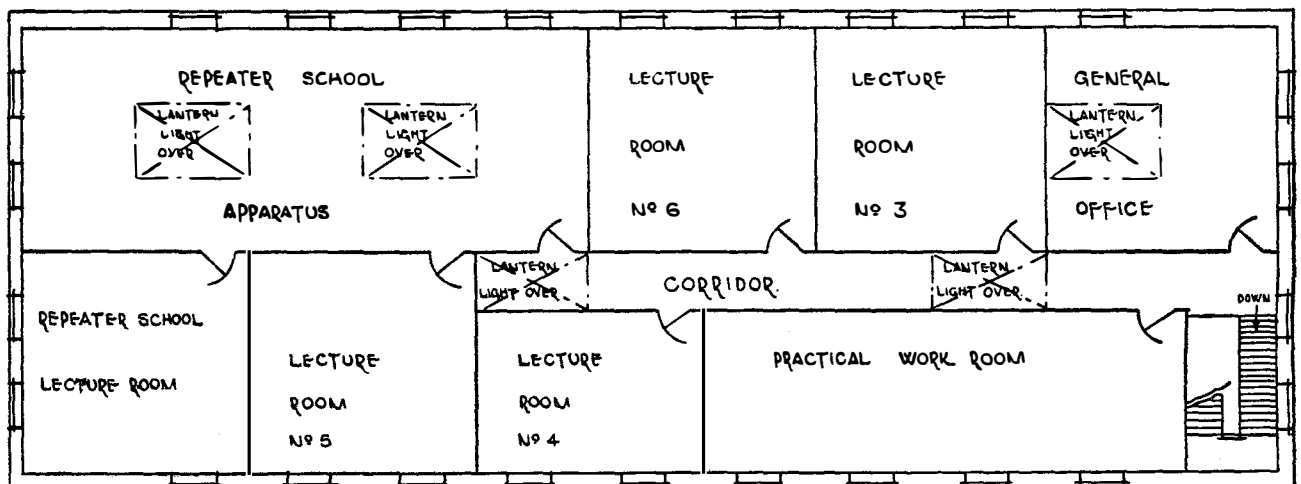 REPEATER SCHOOL
LANTERN
LIGHT
OVER
LANTERN
LIGHT
OVER
APPARATUS
LECTURE
ROOM
Nº 6
LECTURE
ROOM
Nº 3
GENERAL
LANTERN
LIGHT
OVER
OFFICE
LANTERN
LIGHT OVER
CORRIDOR.
LANTERN
LIGHT OVER.
DOWN
REPEATER SCHOOL
LECTURE ROOM
LECTURE
ROOM
Nº 5
LECTURE
ROOM
Nº 4
PRACTICAL WORK ROOM